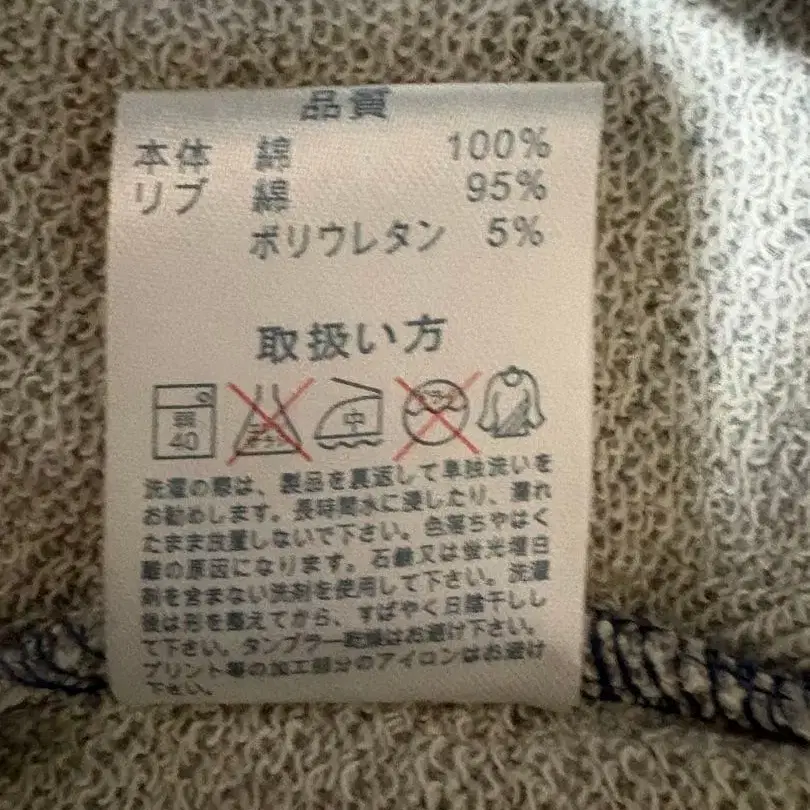 品質
本体 綿 100%
リブ 綿 95%
ポリウレタン 5%
取扱い方
弱 40 中
洗濯の際は、製品を裏返して単独洗いを
お勧めします。長時間水に浸したり、濡れ
たまま放置しないで下さい。色落ちやはく
離の原因になります。石鹸又は蛍光増白
剤を含まない洗剤を使用して下さい。洗濯
後は形を整えてから、すばやく日陰干しし
て下さい。タンブラー乾燥はお避け下さい。
プリント等の加工部分のアイロンはお避け
下さい。